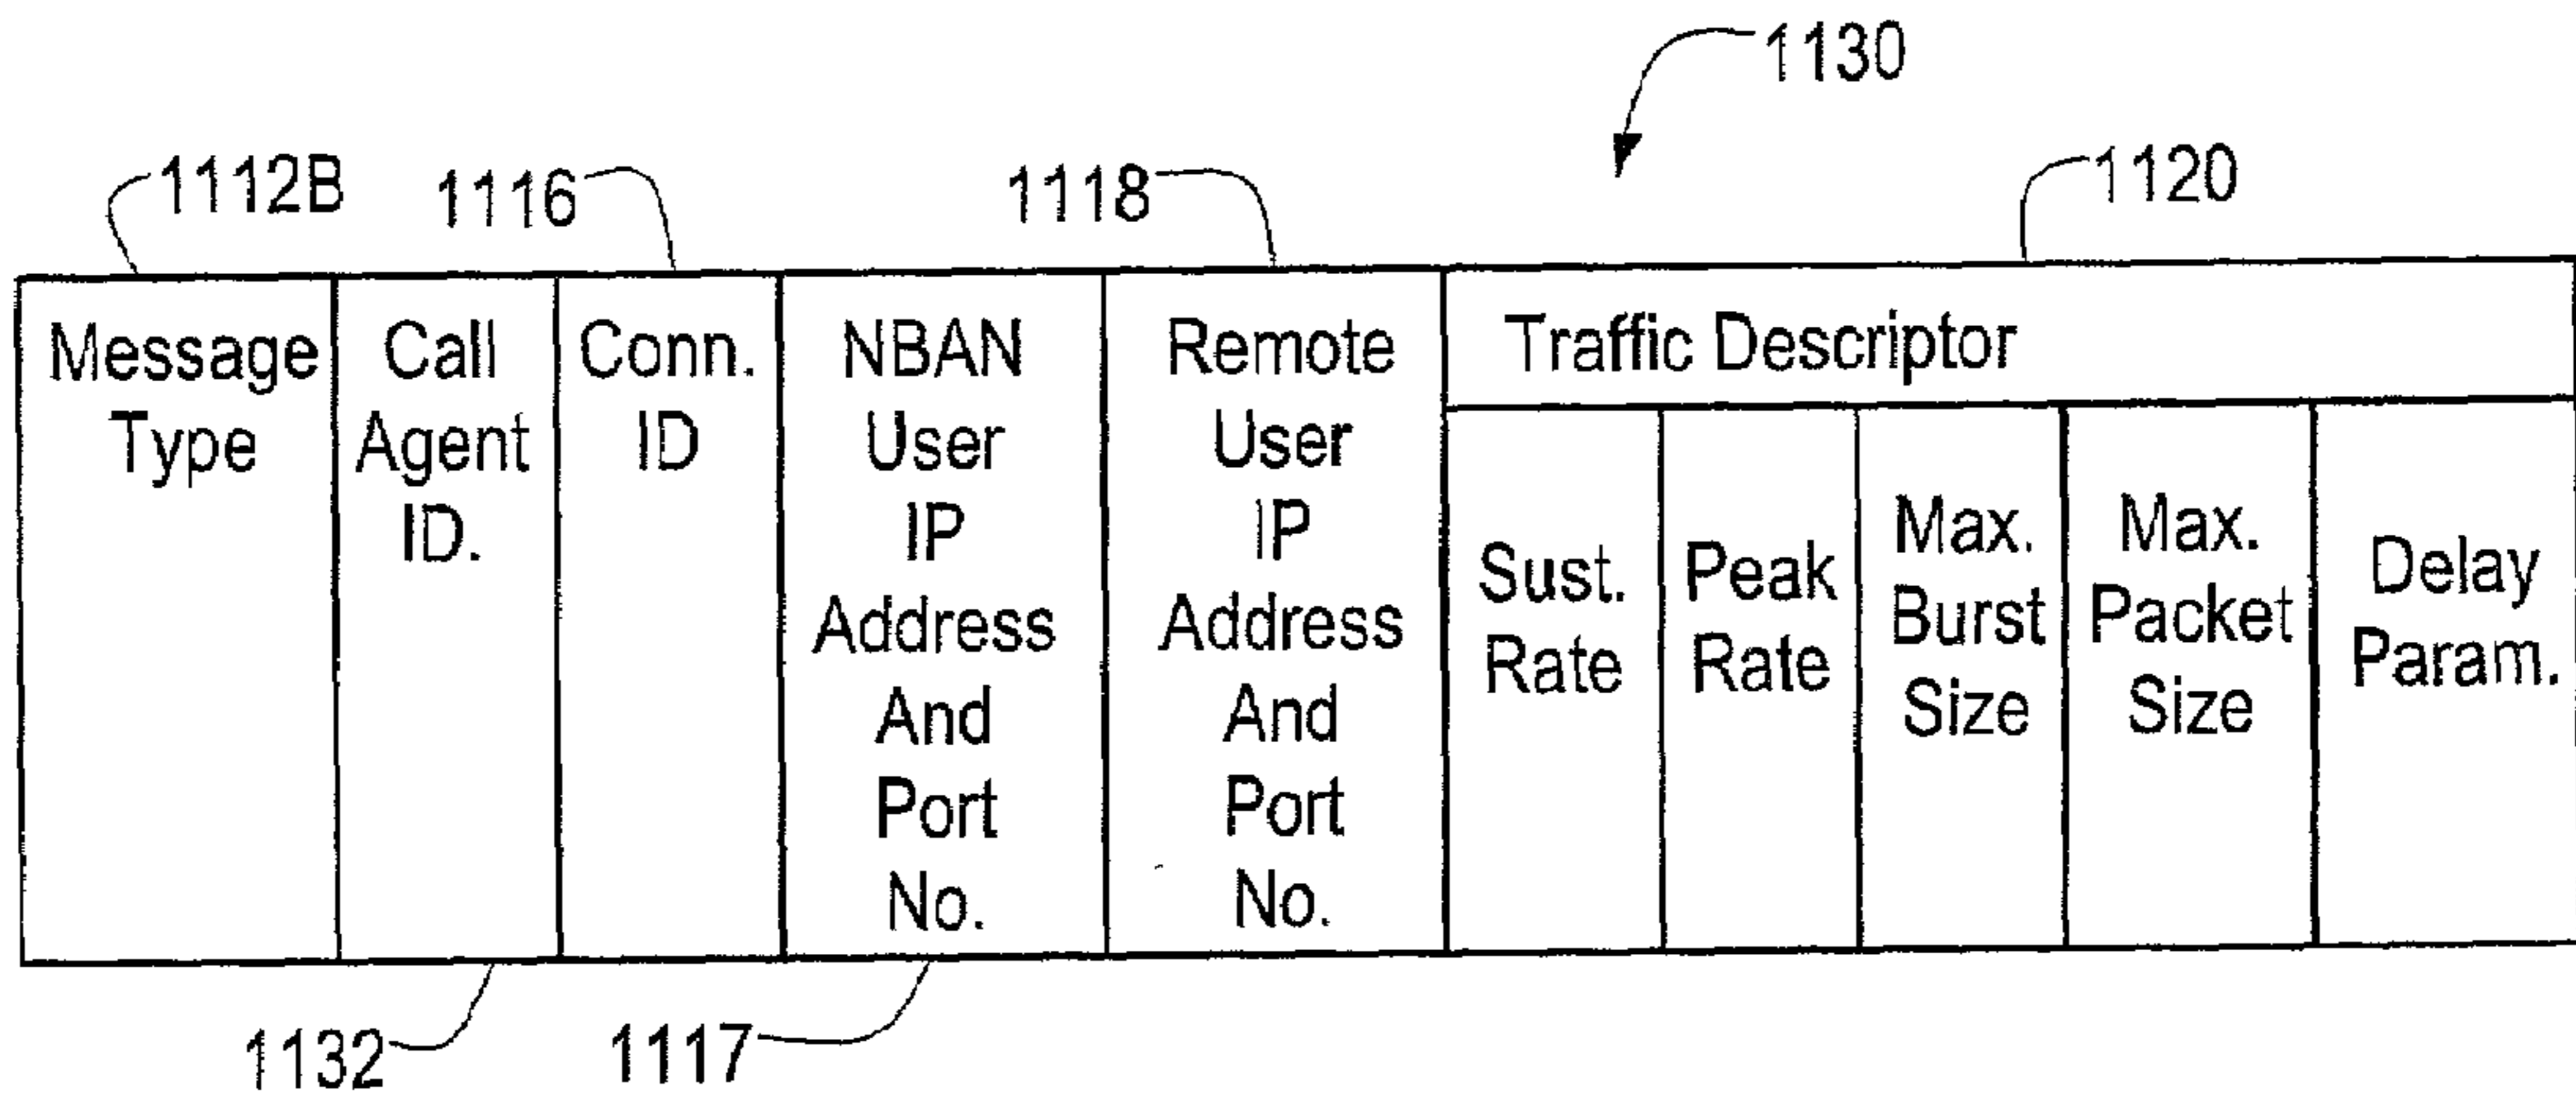 1130
1112B
1116
1118
1120
Message
Type
Call
Agent
ID.
Conn.
ID
NBAN
User
IP
Address
And
Port
No.
Remote
User
IP
Address
And
Port
No.
Traffic Descriptor
Sust.
Rate
Peak
Rate
Max.
Burst
Size
Max.
Packet
Size
Delay
Param.
1132
1117